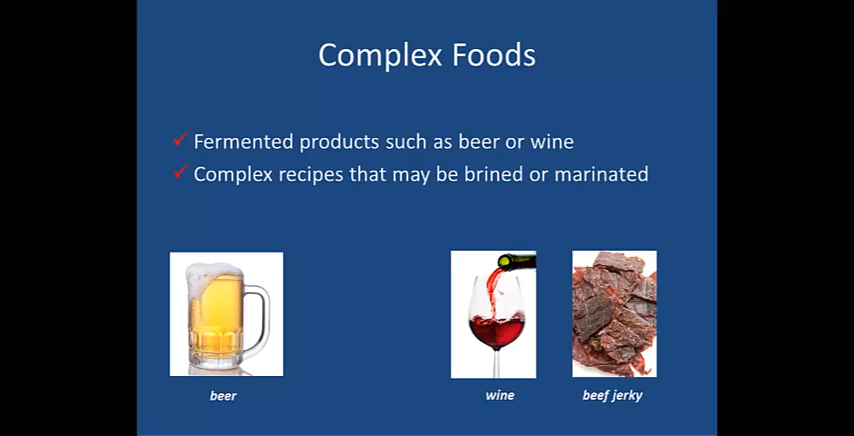 Complex Foods
✓ Fermented products such as beer or wine
✓ Complex recipes that may be brined or marinated
beer
wine
beef jerky